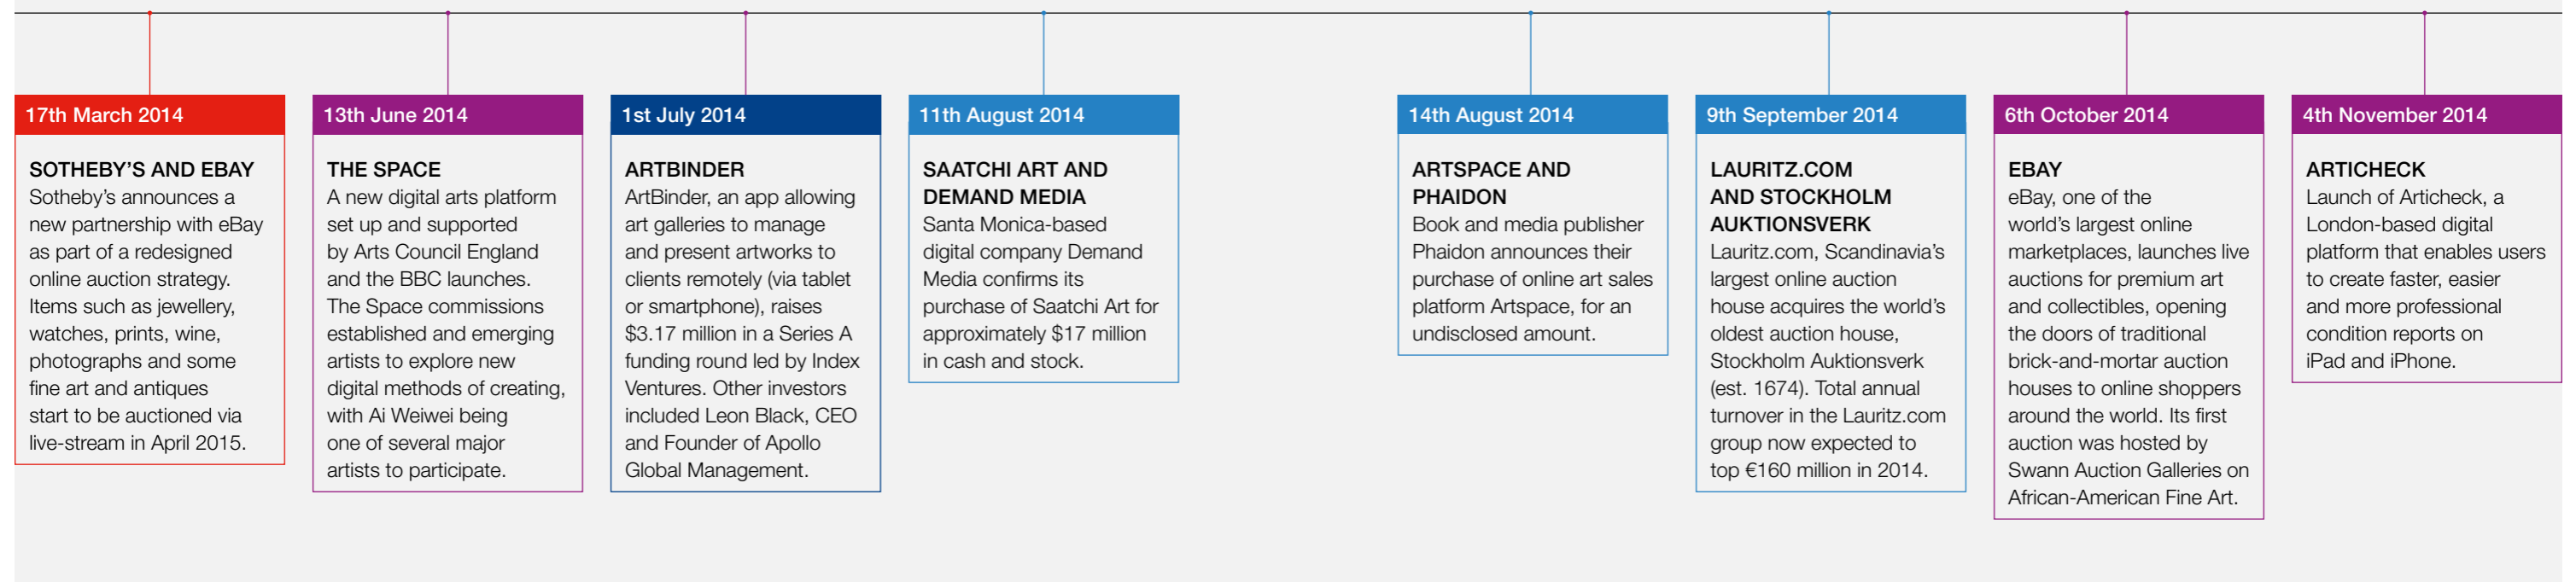 17th March 2014
SOTHEBY’S AND EBAY
Sotheby’s announces a
new partnership with eBay
as part of a redesigned
online auction strategy.
Items such as jewellery,
watches, prints, wine,
photographs and some
fine art and antiques
start to be auctioned via
live-stream in April 2015.
13th June 2014
THE SPACE
A new digital arts platform
set up and supported
by Arts Council England
and the BBC launches.
The Space commissions
established and emerging
artists to explore new
digital methods of creating,
with Ai Weiwei being
one of several major
artists to participate.
1st July 2014
ARTBINDER
ArtBinder, an app allowing
art galleries to manage
and present artworks to
clients remotely (via tablet
or smartphone), raises
$3.17 million in a Series A
funding round led by Index
Ventures. Other investors
included Leon Black, CEO
and Founder of Apollo
Global Management.
11th August 2014
SAATCHI ART AND
DEMAND MEDIA
Santa Monica-based
digital company Demand
Media confirms its
purchase of Saatchi Art for
approximately $17 million
in cash and stock.
14th August 2014
ARTSPACE AND
PHAIDON
Book and media publisher
Phaidon announces their
purchase of online art sales
platform Artspace, for an
undisclosed amount.
9th September 2014
LAURITZ.COM
AND STOCKHOLM
AUKTIONSVERK
Lauritz.com, Scandinavia’s
largest online auction
house acquires the world’s
oldest auction house,
Stockholm Auktionsverk
(est. 1674). Total annual
turnover in the Lauritz.com
group now expected to
top €160 million in 2014.
6th October 2014
EBAY
eBay, one of the
world’s largest online
marketplaces, launches live
auctions for premium art
and collectibles, opening
the doors of traditional
brick-and-mortar auction
houses to online shoppers
around the world. Its first
auction was hosted by
Swann Auction Galleries on
African-American Fine Art.
4th November 2014
ARTICHECK
Launch of Articheck, a
London-based digital
platform that enables users
to create faster, easier
and more professional
condition reports on
iPad and iPhone.